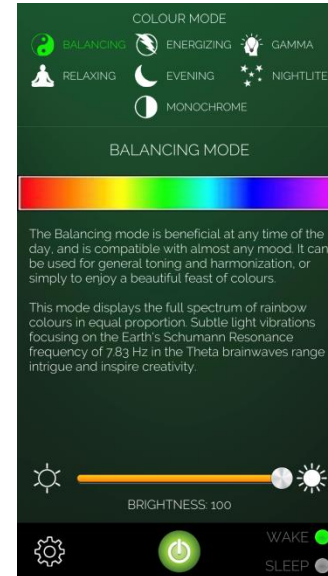 COLOUR MODE
BALANCING ENERGIZING GAMMA
RELAXING EVENING NIGHTLITE
MONOCHROME
BALANCING MODE
The Balancing mode is beneficial at any time of the
day, and is compatible with almost any mood. It can
be used for general toning and harmonization, or
simply to enjoy a beautiful feast of colours.
This mode displays the full spectrum of rainbow
colours in equal proportion. Subtle light vibrations
focusing on the Earth's Schumann Resonance
frequency of 7.83 Hz in the Theta brainwaves range
intrigue and inspire creativity.
BRIGHTNESS: 100
WAKE
SLEEP